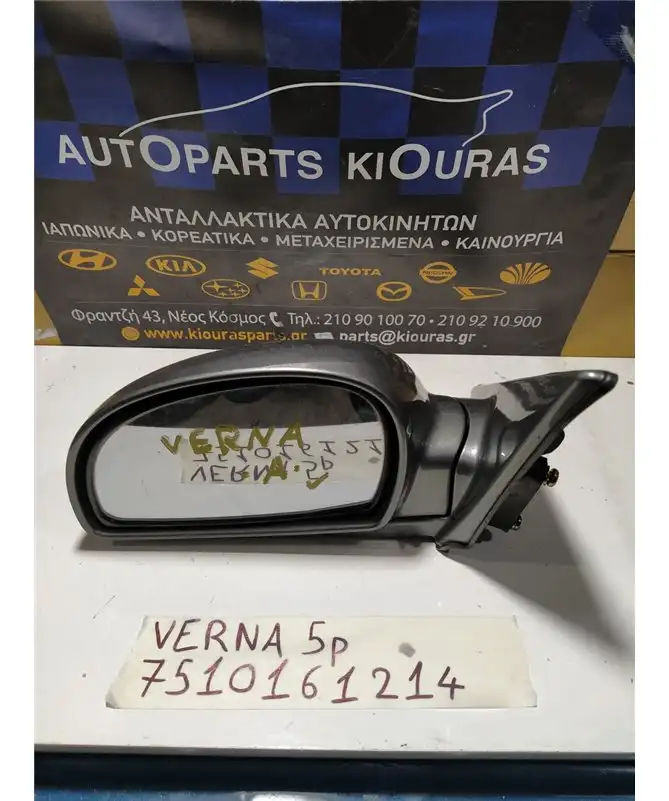 AUTOPARTS KIOURAS
ΑΝΤΑΛΛΑΚΤΙΚΑ ΑΥΤΟΚΙΝΗΤΩΝ
ΙΑΠΩΝΙΚΑ • ΚΟΡΕΑΤΙΚΑ • ΜΕΤΑΧΕΙΡΙΣΜΕΝΑ • ΚΑΙΝΟΥΡΓΙΑ
KIA
TOYOTA
NISSAN
Φραντζή 43, Νέος Κόσμος Τηλ.: 210 90 100 70 • 210 92 10 900
www.kiourasparts.gr parts@kiouras.gr
VERNA
A.
VERNA 5p
7510161214